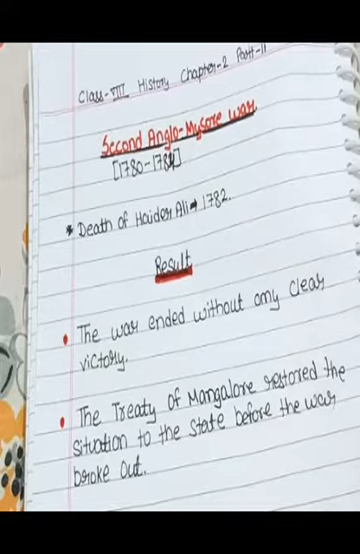 Class-VIII History Chapter-2 Part-II
Second Anglo-Mysore war
[1780-1784]
* Death of Haider Ali → 1782.
Result
• The war ended without any clear
victory.
• The Treaty of Mangalore restored the
situation to the state before the war
broke out.